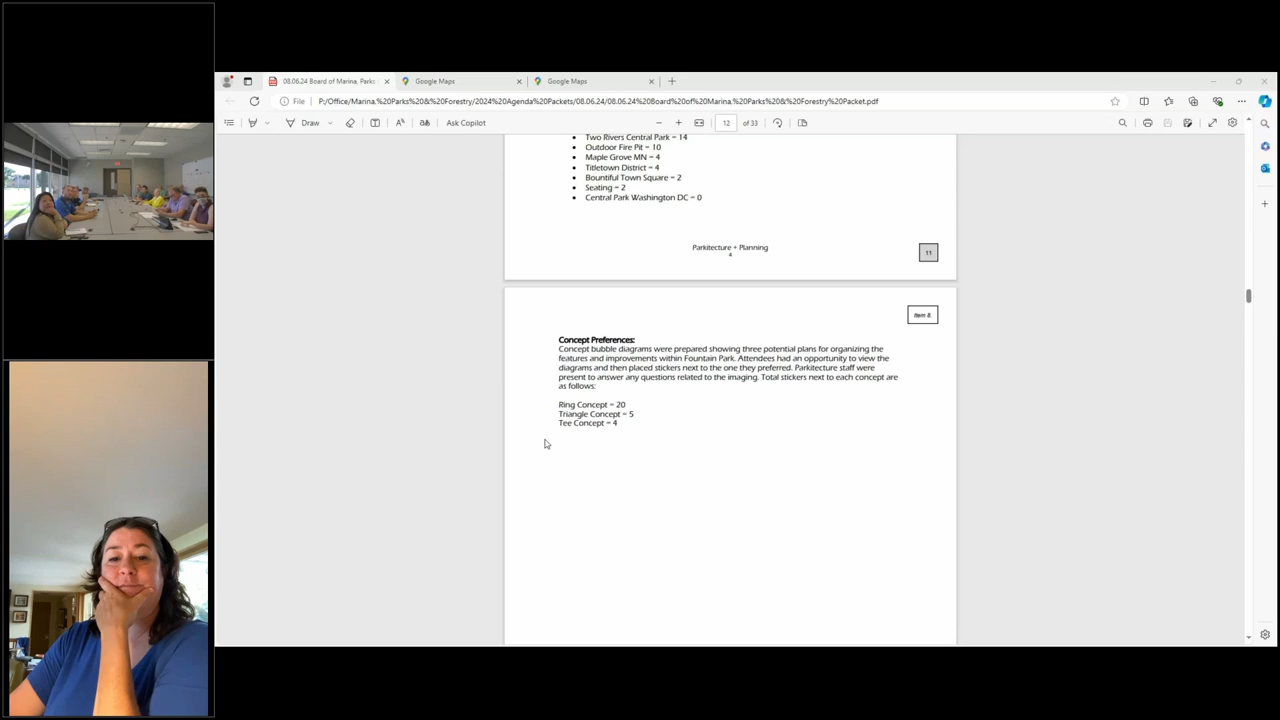 08.06.24 Board of Marina, Parks
Google Maps
Google Maps
File
P:/Office/Marina,%20Parks%20&%20Forestry/2024%20Agenda%20Packets/08.06.24/08.06.24%20Board%20of%20Marina,%20Parks%20&%20Forestry%20Packet.pdf
Draw
Ask Copilot
12 of 33
• Two Rivers Central Park = 14
• Outdoor Fire Pit = 10
• Maple Grove MN = 4
• Titletown District = 4
• Bountiful Town Square = 2
• Seating = 2
• Central Park Washington DC = 0
Parkitecture + Planning
4
11
Item 8.
Concept Preferences:
Concept bubble diagrams were prepared showing three potential plans for organizing the
features and improvements within Fountain Park. Attendees had an opportunity to view the
diagrams and then placed stickers next to the one they preferred. Parkitecture staff were
present to answer any questions related to the imaging. Total stickers next to each concept are
as follows:
Ring Concept = 20
Triangle Concept = 5
Tee Concept = 4